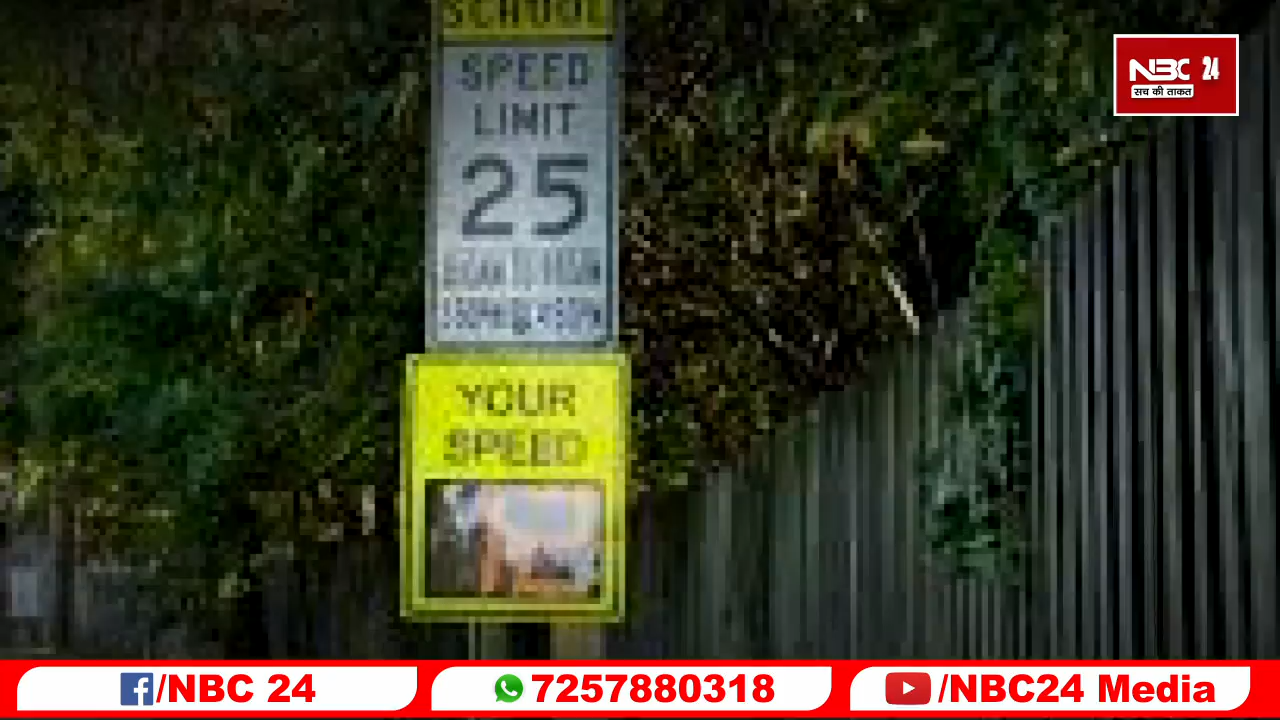 SCHOOL
SPEED
LIMIT
25
YOUR
SPEED
NBC 24
सच की ताकत
/NBC 24
7257880318
/NBC24 Media